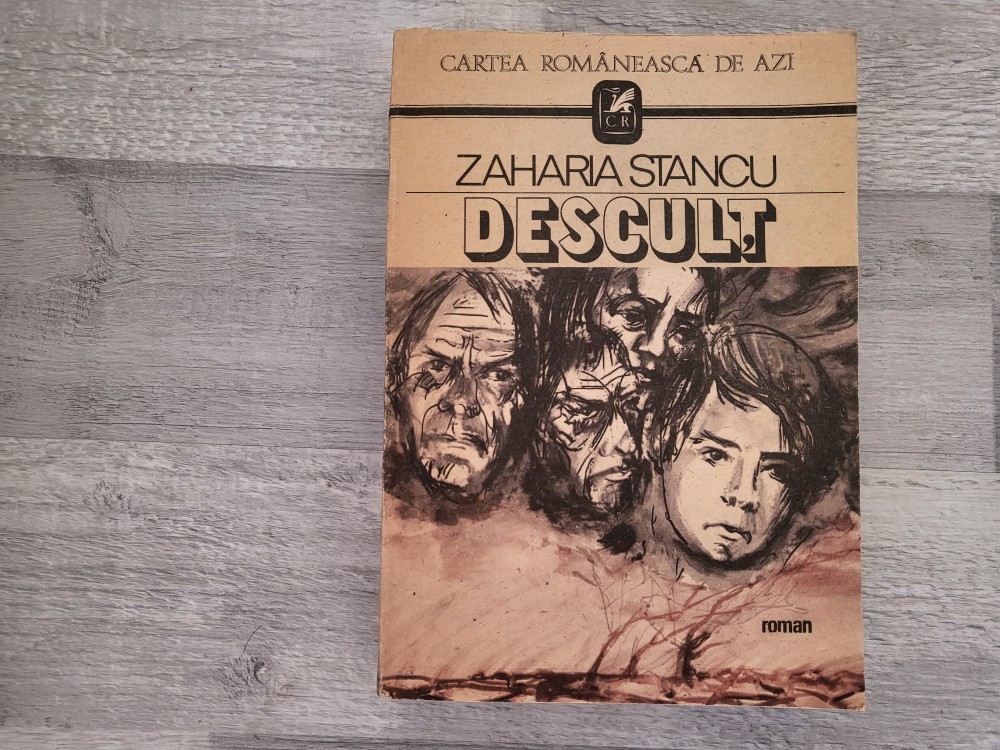 CARTEA ROMÂNEASCĂ DE AZI
CR
ZAHARIA STANCU
DESCULȚ
roman